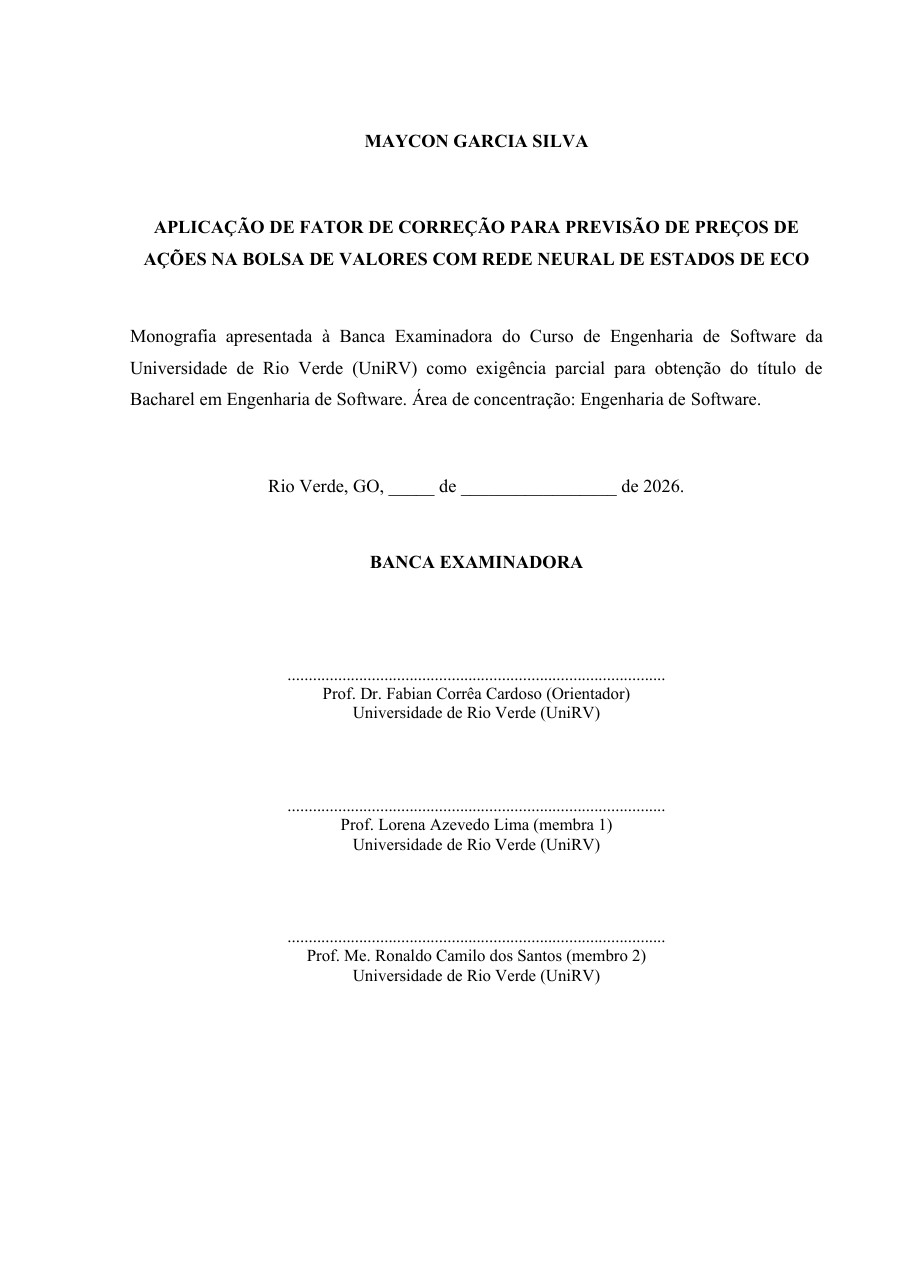 MAYCON GARCIA SILVA
APLICAÇÃO DE FATOR DE CORREÇÃO PARA PREVISÃO DE PREÇOS DE
AÇÕES NA BOLSA DE VALORES COM REDE NEURAL DE ESTADOS DE ECO
Monografia apresentada à Banca Examinadora do Curso de Engenharia de Software da
Universidade de Rio Verde (UniRV) como exigência parcial para obtenção do título de
Bacharel em Engenharia de Software. Área de concentração: Engenharia de Software.
Rio Verde, GO, _____ de _________________ de 2026.
BANCA EXAMINADORA
..........................................................................................
Prof. Dr. Fabian Corrêa Cardoso (Orientador)
Universidade de Rio Verde (UniRV)
..........................................................................................
Prof. Lorena Azevedo Lima (membra 1)
Universidade de Rio Verde (UniRV)
..........................................................................................
Prof. Me. Ronaldo Camilo dos Santos (membro 2)
Universidade de Rio Verde (UniRV)